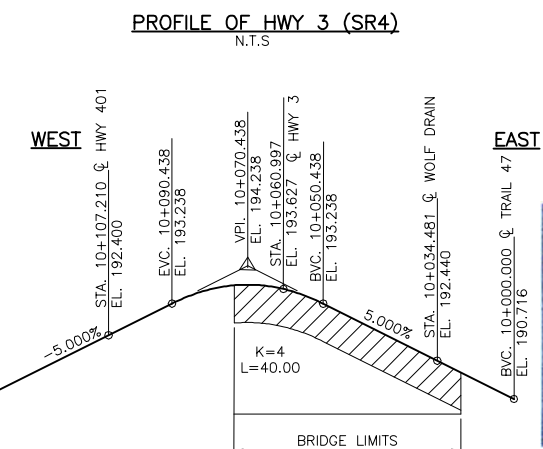 PROFILE OF HWY 3 (SR4)
N.T.S
WEST
EAST
STA. 10+107.210 ℄ HWY 401
EL. 192.400
EVC. 10+090.438
EL. 193.238
VPI. 10+070.438
EL. 194.238
STA. 10+060.997
EL. 193.627 ℄ HWY 3
BVC. 10+050.438
EL. 193.238
STA. 10+034.481 ℄ WOLF DRAIN
EL. 192.440
BVC. 10+000.000 ℄ TRAIL 47
EL. 190.716
-5.000%
5.000%
K=4
L=40.00
BRIDGE LIMITS